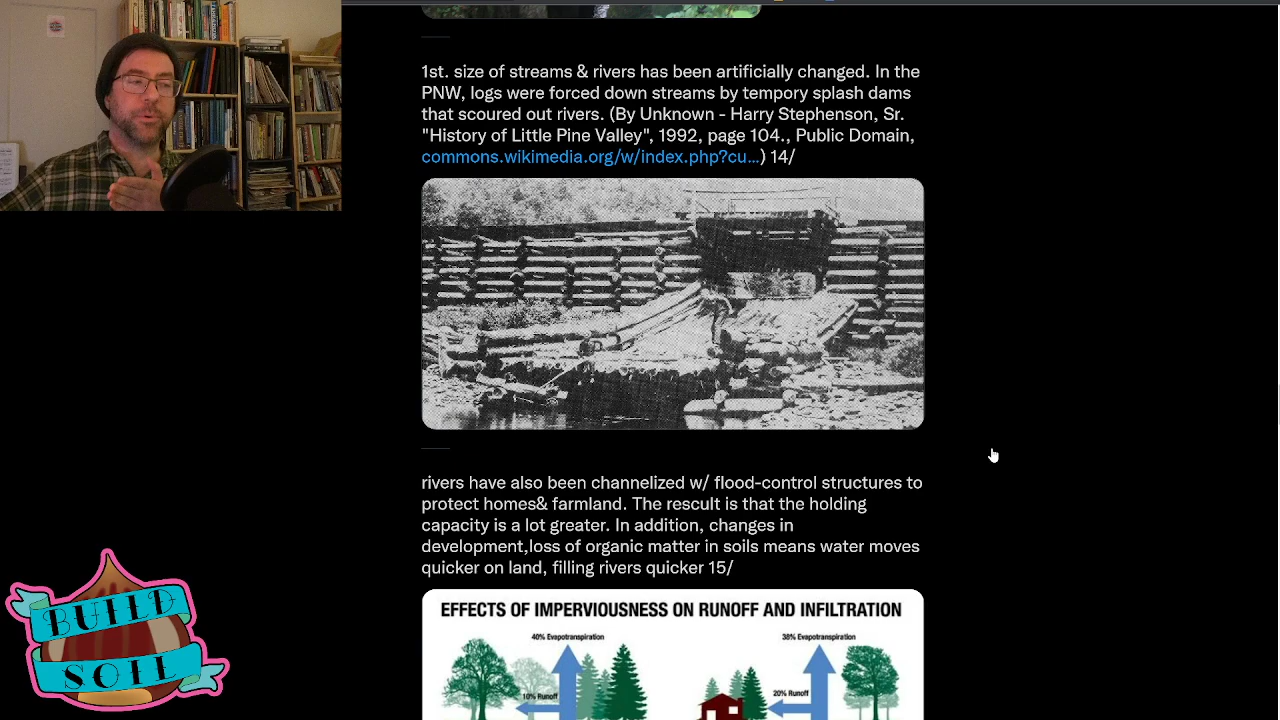 1st. size of streams & rivers has been artificially changed. In the
PNW, logs were forced down streams by tempory splash dams
that scoured out rivers. (By Unknown - Harry Stephenson, Sr.
"History of Little Pine Valley", 1992, page 104., Public Domain,
commons.wikimedia.org/w/index.php?cu...) 14/
rivers have also been channelized w/ flood-control structures to
protect homes& farmland. The rescult is that the holding
capacity is a lot greater. In addition, changes in
development,loss of organic matter in soils means water moves
quicker on land, filling rivers quicker 15/
EFFECTS OF IMPERVIOUSNESS ON RUNOFF AND INFILTRATION
40% Evapotranspiration
38% Evapotranspiration
10% Runoff
20% Runoff
BUILD
SOIL